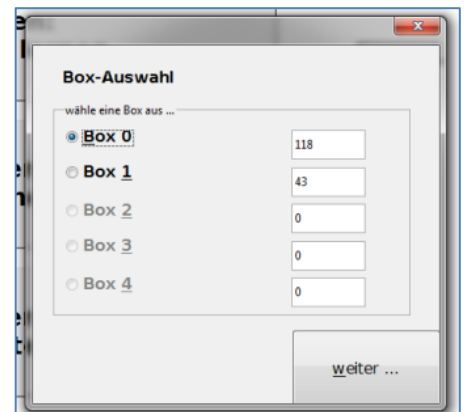 Box-Auswahl
wähle eine Box aus ...
Box 0 118
Box 1 43
Box 2 0
Box 3 0
Box 4 0
weiter ...